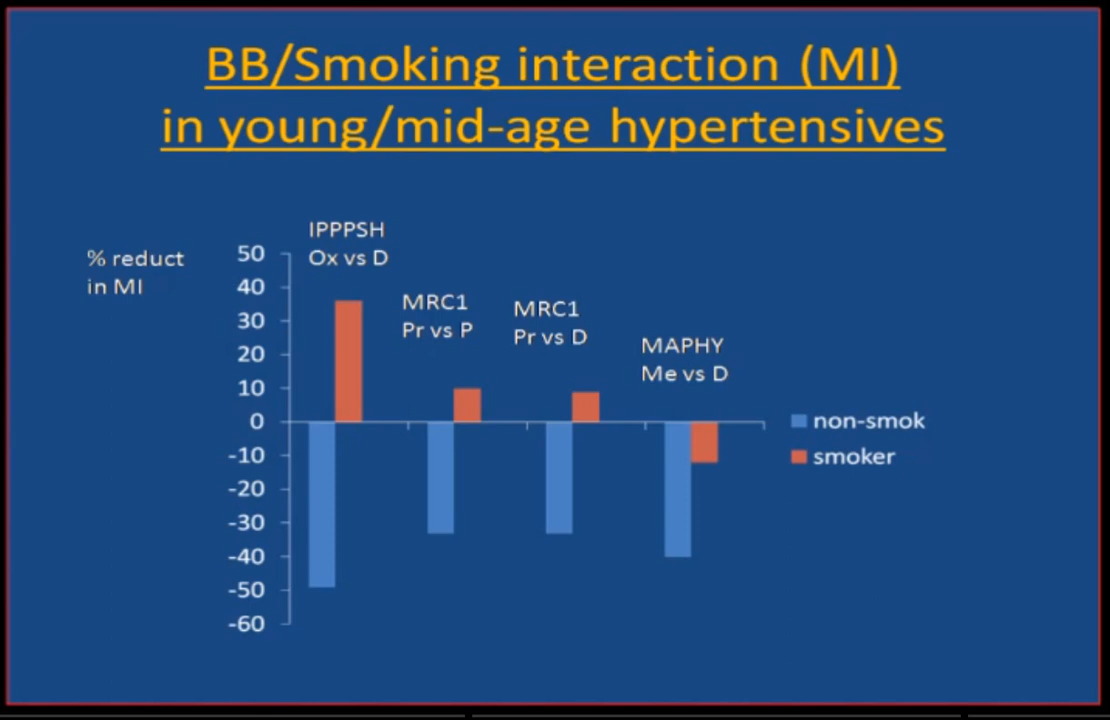 BB/Smoking interaction (MI)
in young/mid-age hypertensives
% reduct
in MI
IPPPSH
Ox vs D
MRC1
Pr vs P
MRC1
Pr vs D
MAPHY
Me vs D
50
40
30
20
10
0
-10
-20
-30
-40
-50
-60
non-smok
smoker